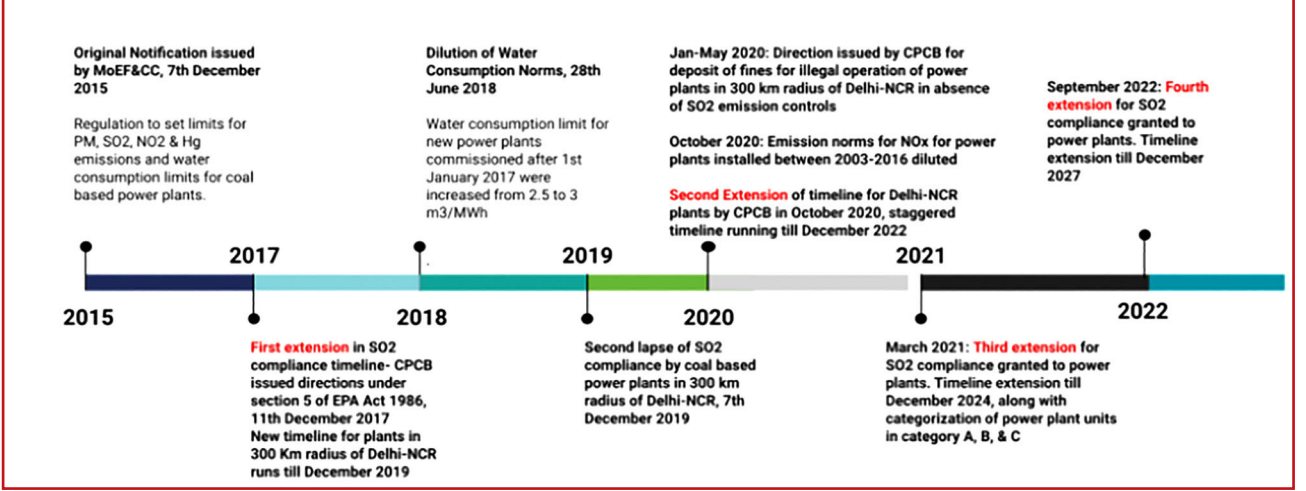 Original Notification issued
by MoEF&CC, 7th December
2015
Regulation to set limits for
PM, SO2, NO2 & Hg
emissions and water
consumption limits for coal
based power plants.
Dilution of Water
Consumption Norms, 28th
June 2018
Water consumption limit for
new power plants
commissioned after 1st
January 2017 were
increased from 2.5 to 3
m3/MWh
Jan-May 2020: Direction issued by CPCB for
deposit of fines for illegal operation of power
plants in 300 km radius of Delhi-NCR in absence
of SO2 emission controls
October 2020: Emission norms for NOx for power
plants installed between 2003-2016 diluted
Second Extension of timeline for Delhi-NCR
plants by CPCB in October 2020, staggered
timeline running till December 2022
September 2022: Fourth
extension for SO2
compliance granted to
power plants. Timeline
extension till December
2027
2017
2019
2021
2015
2018
2020
2022
First extension in SO2
compliance timeline- CPCB
issued directions under
section 5 of EPA Act 1986,
11th December 2017
New timeline for plants in
300 Km radius of Delhi-NCR
runs till December 2019
Second lapse of SO2
compliance by coal based
power plants in 300 km
radius of Delhi-NCR, 7th
December 2019
March 2021: Third extension for
SO2 compliance granted to power
plants. Timeline extension till
December 2024, along with
categorization of power plant units
in category A, B, & C